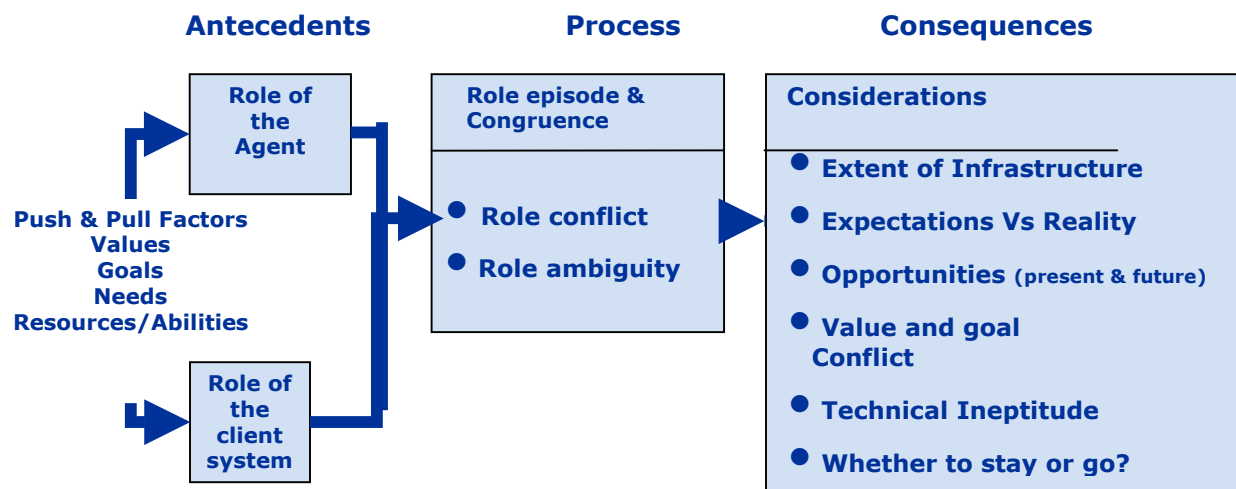 Antecedents
Process
Consequences
Role of
the
Agent
Push & Pull Factors
Values
Goals
Needs
Resources/Abilities
Role of
the
client
system
Role episode &
Congruence
Role conflict
Role ambiguity
Considerations
Extent of Infrastructure
Expectations Vs Reality
Opportunities (present & future)
Value and goal
Conflict
Technical Ineptitude
Whether to stay or go?